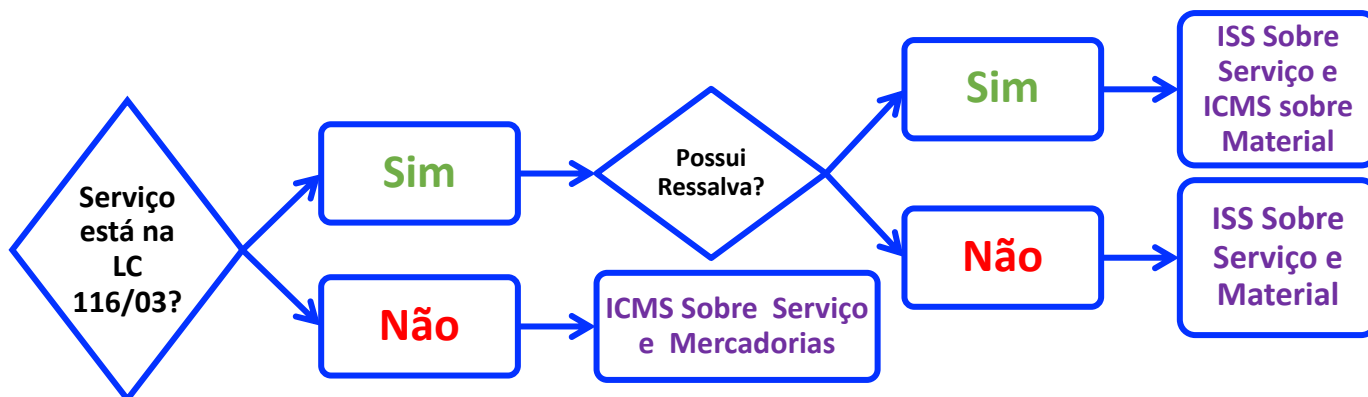 Serviço
está na
LC
116/03?
Sim
Não
Possui
Ressalva?
ICMS Sobre Serviço
e Mercadorias
Sim
Não
ISS Sobre
Serviço e
ICMS sobre
Material
ISS Sobre
Serviço e
Material